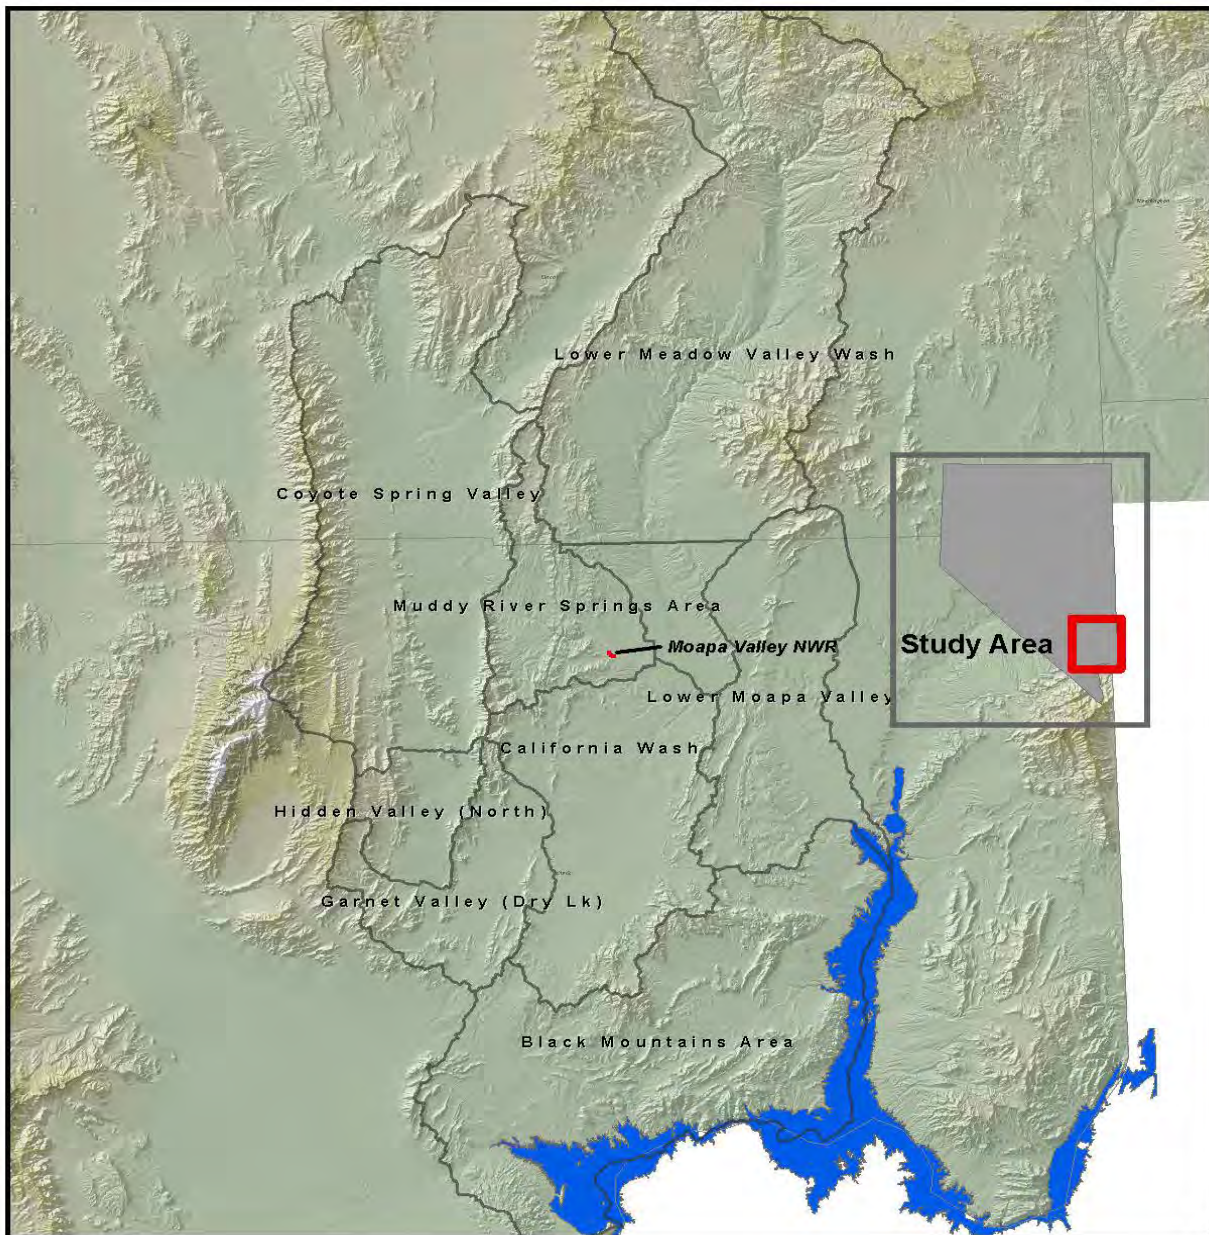 Lower Meadow Valley Wash
Coyote Spring Valley
Muddy River Springs Area
Moapa Valley NWR
Study Area
Lower Moapa Valley
California Wash
Hidden Valley (North)
Garnet Valley (Dry Lk)
Black Mountains Area